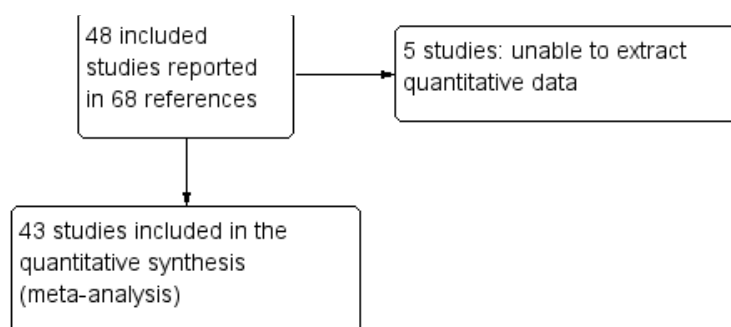 48 included
studies reported
in 68 references
5 studies: unable to extract
quantitative data
43 studies included in the
quantitative synthesis
(meta-analysis)